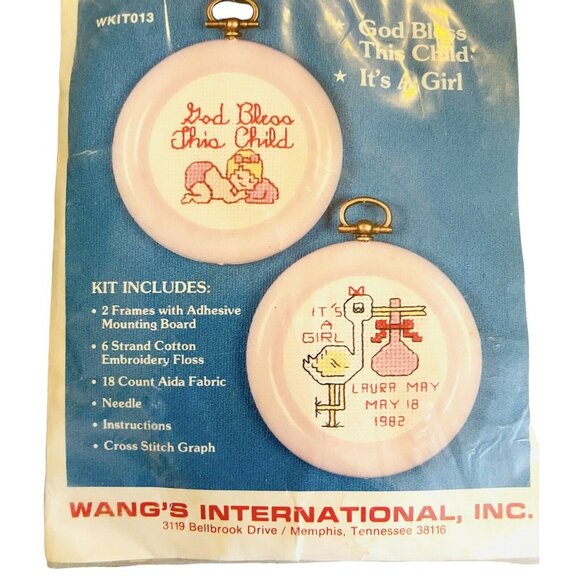 WKIT013
★ God Bless
This Child
★ It's A Girl
God Bless
This Child
KIT INCLUDES:
• 2 Frames with Adhesive
Mounting Board
• 6 Strand Cotton
Embroidery Floss
• 18 Count Aida Fabric
• Needle
• Instructions
• Cross Stitch Graph
IT'S
A
GIRL
LAURA MAY
MAY 18
1982
WANG'S INTERNATIONAL, INC.
3119 Bellbrook Drive / Memphis, Tennessee 38116